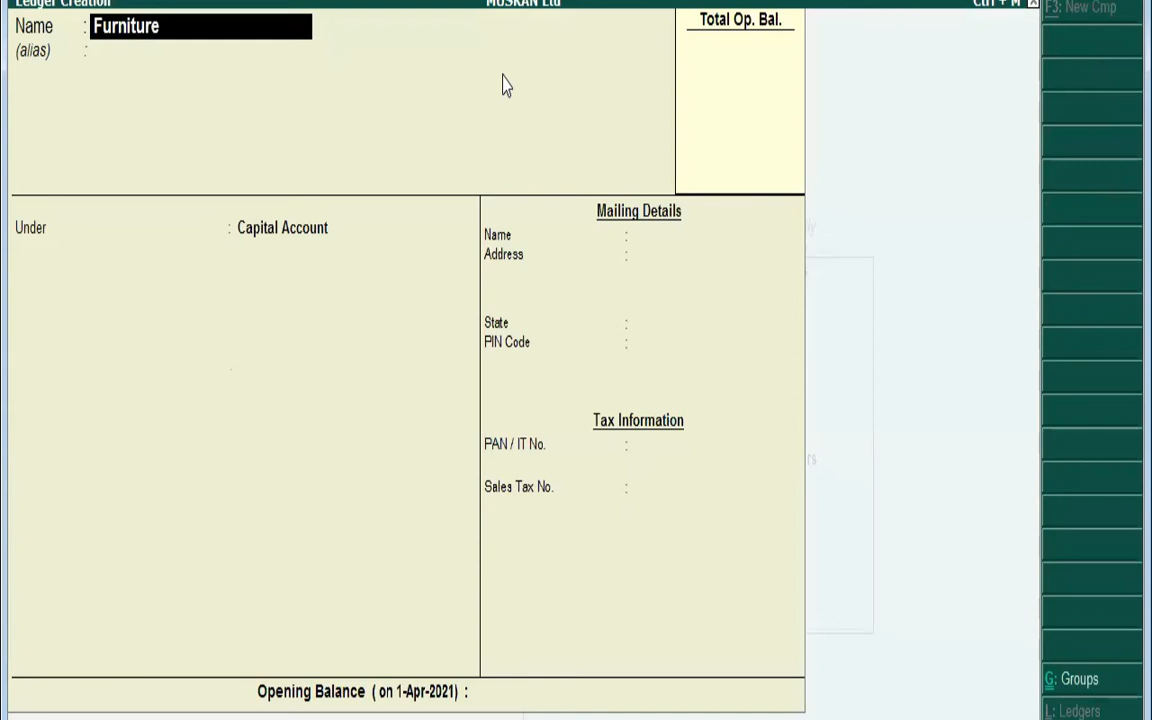 Ledger Creation MUSKAN Ltd Ctrl + M
F3: New Cmp
Name : Furniture
(alias) :
Total Op. Bal.
Under : Capital Account
Mailing Details
Name :
Address :
State :
PIN Code :
Tax Information
PAN / IT No. :
Sales Tax No. :
Opening Balance ( on 1-Apr-2021) :
G: Groups
L: Ledgers